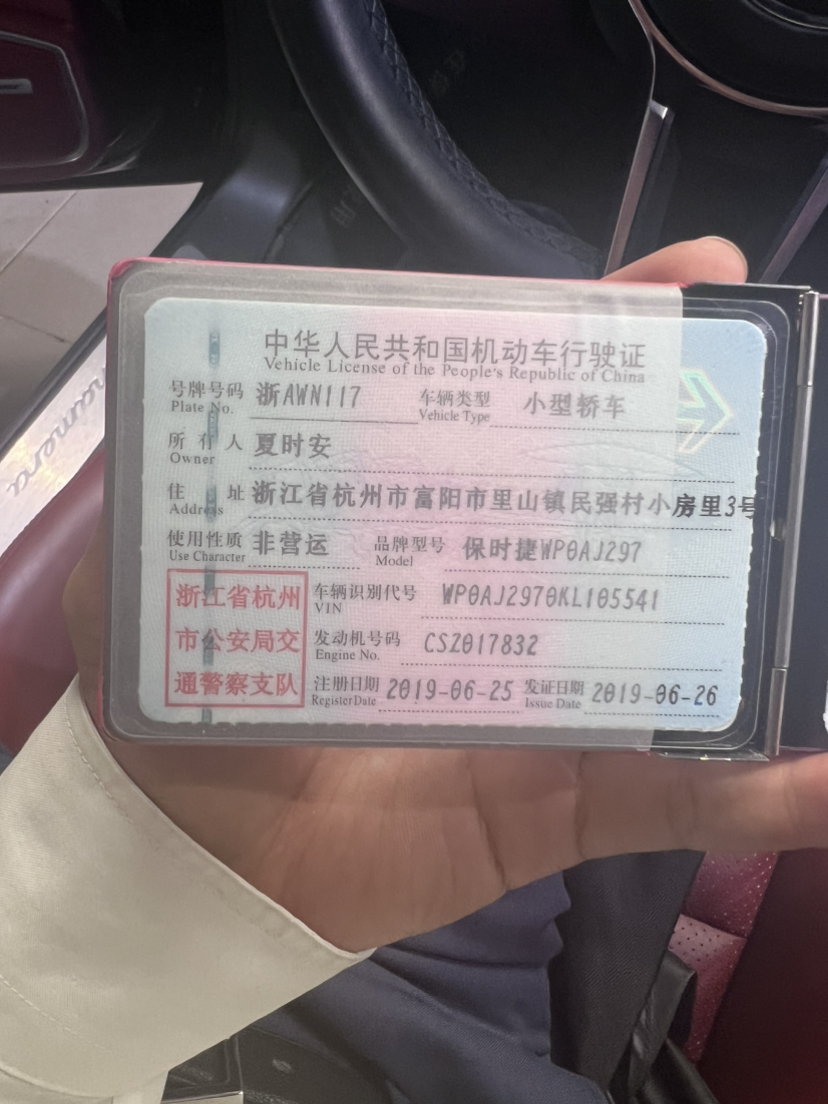 中华人民共和国机动车行驶证
Vehicle License of the People's Republic of China
号牌号码 浙AWN117 车辆类型 小型轿车
Plate No. Vehicle Type
所有人 夏时安
Owner
住址 浙江省杭州市富阳市里山镇民强村小房里3号
Address
使用性质 非营运 品牌型号 保时捷WP0AJ297
Use Character Model
浙江省杭州 车辆识别代号 WP0AJ2970KL105541
VIN
市公安局交 发动机号码 CSZ017832
Engine No.
通警察支队 注册日期 2019-06-25 发证日期 2019-06-26
Register Date Issue Date